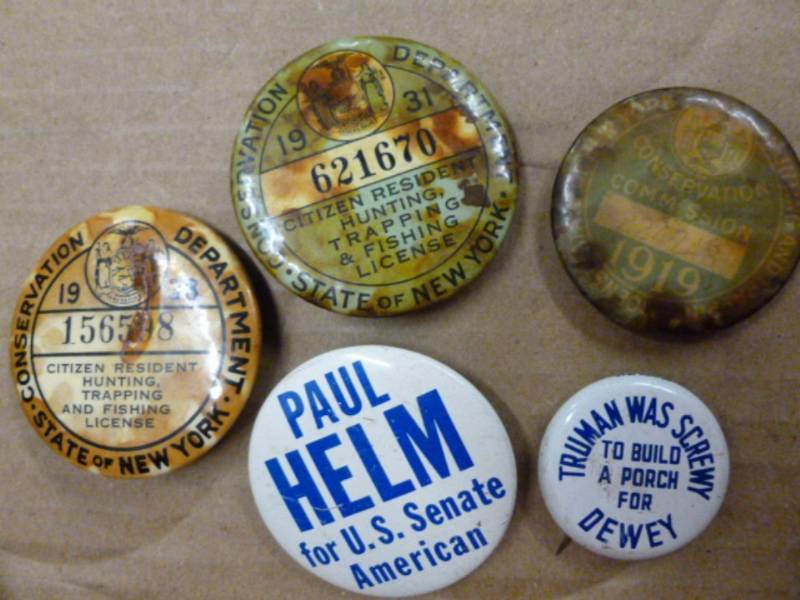 CONSERVATION DEPARTMENT
19 31
621670
CITIZEN RESIDENT
HUNTING,
TRAPPING
& FISHING
LICENSE
STATE OF NEW YORK
CONSERVATION
COMMISSION
1919
CONSERVATION DEPARTMENT
19
CITIZEN RESIDENT
HUNTING,
TRAPPING
AND FISHING
LICENSE
STATE OF NEW YORK
PAUL
HELM
for U.S. Senate
American
TRUMAN WAS SCREWY
TO BUILD
A PORCH
FOR
DEWEY